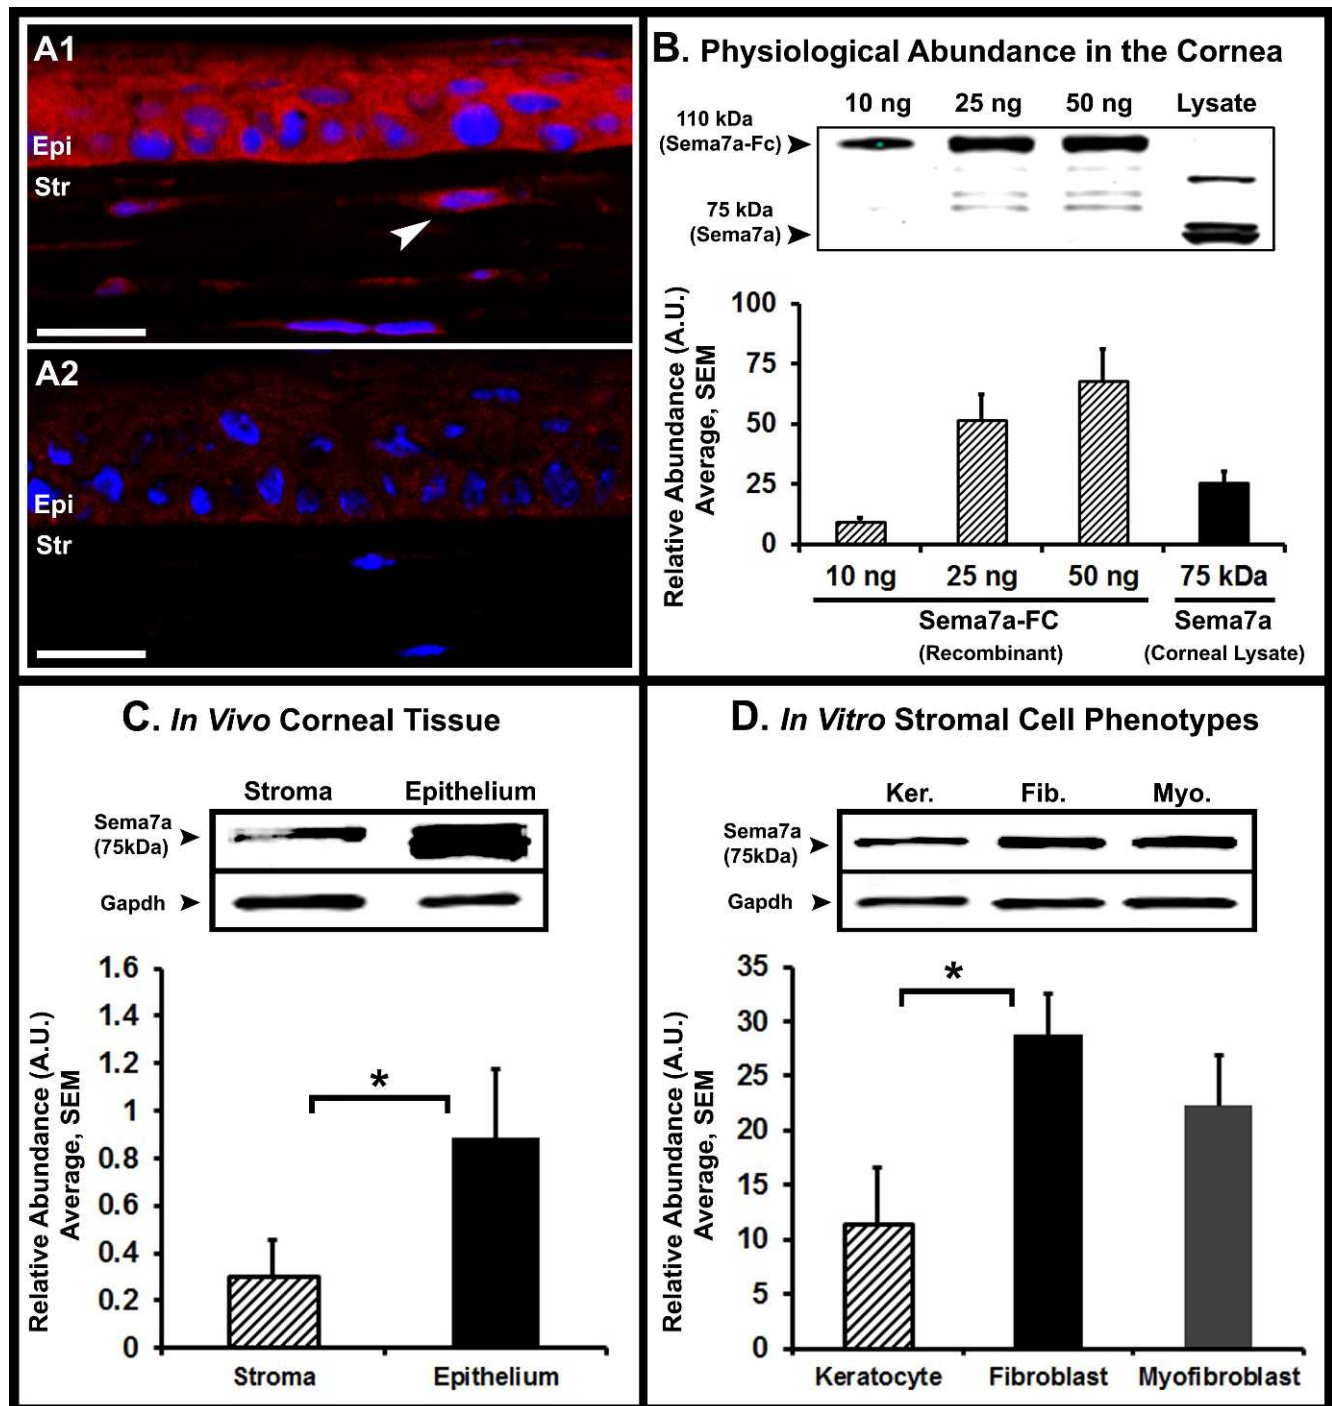 A1
Epi
Str
A2
Epi
Str
B. Physiological Abundance in the Cornea
10 ng 25 ng 50 ng Lysate
110 kDa
(Sema7a-Fc)
75 kDa
(Sema7a)
Relative Abundance (A.U.)
Average, SEM
100
75
50
25
0
10 ng 25 ng 50 ng 75 kDa
Sema7a-FC Sema7a
(Recombinant) (Corneal Lysate)
C. In Vivo Corneal Tissue
Stroma Epithelium
Sema7a
(75kDa)
Gapdh
Relative Abundance (A.U.)
Average, SEM
1.6
1.4
1.2
1
0.8
0.6
0.4
0.2
0
*
Stroma Epithelium
D. In Vitro Stromal Cell Phenotypes
Ker. Fib. Myo.
Sema7a
(75kDa)
Gapdh
Relative Abundance (A.U.)
Average, SEM
35
30
25
20
15
10
5
0
*
Keratocyte Fibroblast Myofibroblast